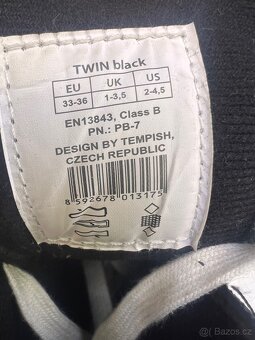 TWIN black
EU UK US
33-36 1-3,5 2-4,5
EN13843, Class B
PN.: PB-7
DESIGN BY TEMPISH,
CZECH REPUBLIC
8 592678 013175
Bazoš.cz